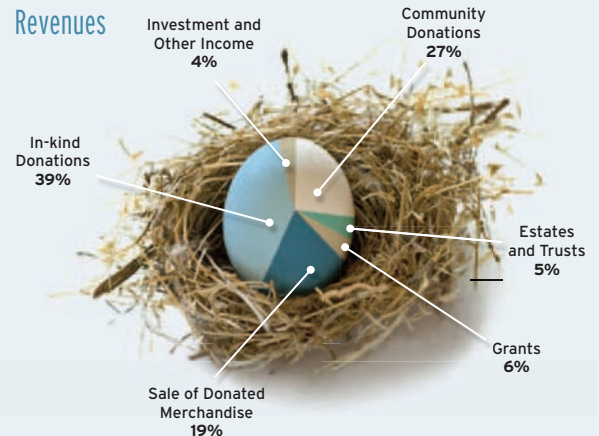 Revenues
Investment and
Other Income
4%
Community
Donations
27%
In-kind
Donations
39%
Estates
and Trusts
5%
Grants
6%
Sale of Donated
Merchandise
19%